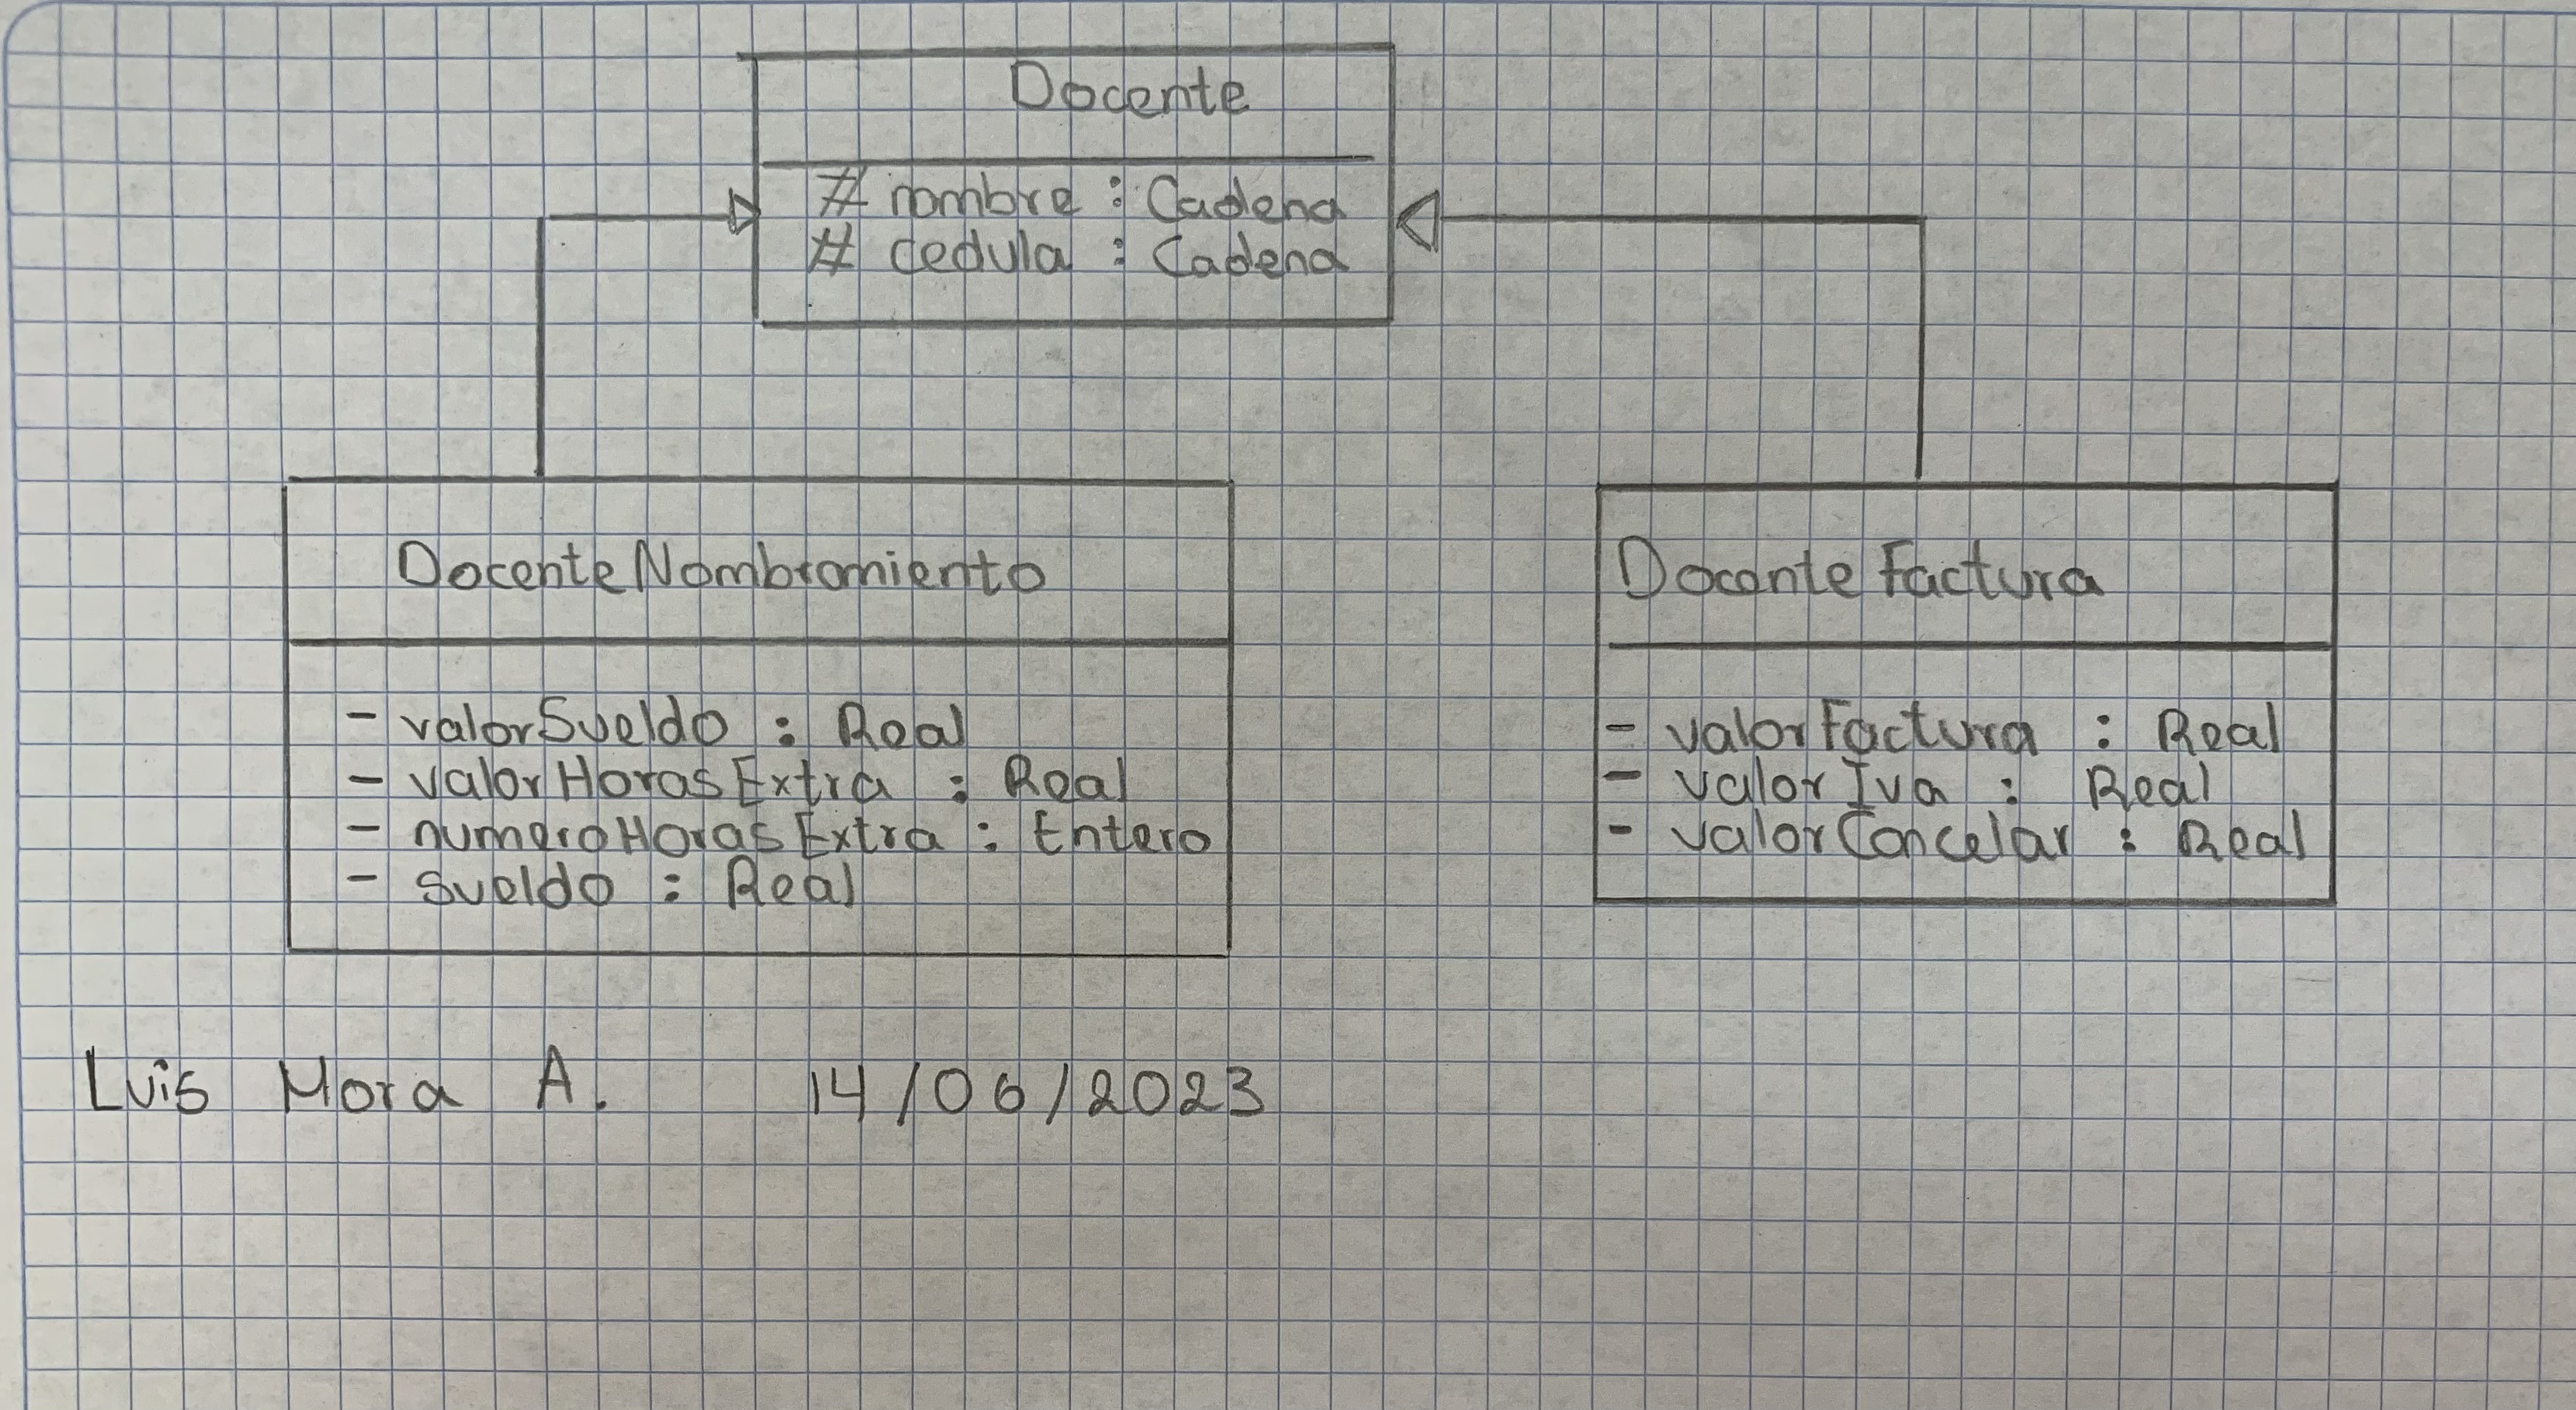 Docente
# nombre : Cadena
# cedula : Cadena
DocenteNombramiento
- valorSueldo : Real
- valorHorasExtra : Real
- numeroHorasExtra : Entero
- sueldo : Real
DocenteFactura
- valorFactura : Real
- valorIva : Real
- valorCancelar : Real
Luis Mora A. 14/06/2023